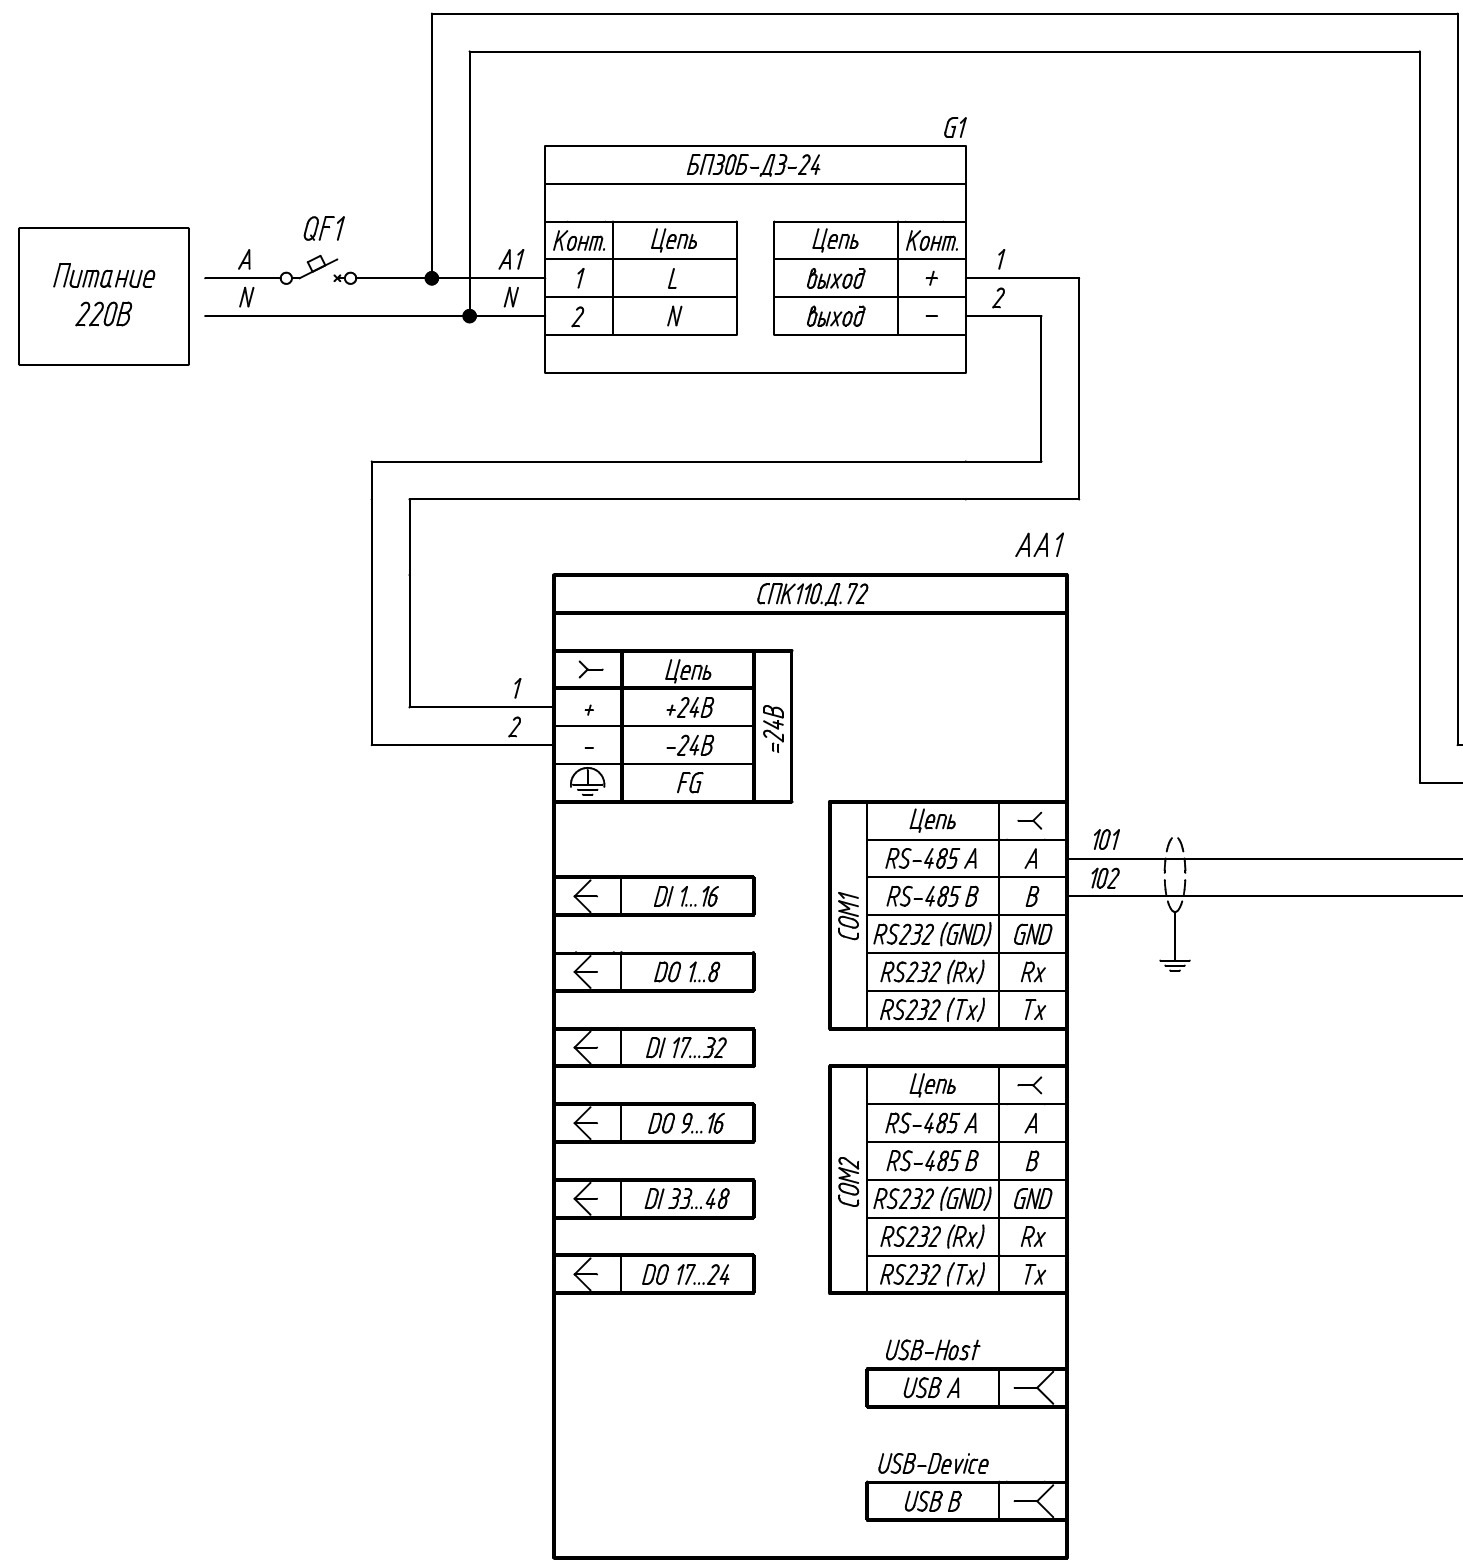 G1
БП30Б-Д3-24
Питание
220В
QF1
A
N
A1
N
Конт. Цепь
1 L
2 N
Цепь Конт.
выход +
выход -
1
2
AA1
СПК110.Д.72
Цепь
+ +24В
- -24В
FG
=24В
1
2
COM1
Цепь
RS-485 A A
RS-485 B B
RS232 (GND) GND
RS232 (Rx) Rx
RS232 (Tx) Tx
101
102
DI 1...16
DO 1...8
DI 17...32
DO 9...16
DI 33...48
DO 17...24
COM2
Цепь
RS-485 A A
RS-485 B B
RS232 (GND) GND
RS232 (Rx) Rx
RS232 (Tx) Tx
USB-Host
USB A
USB-Device
USB B